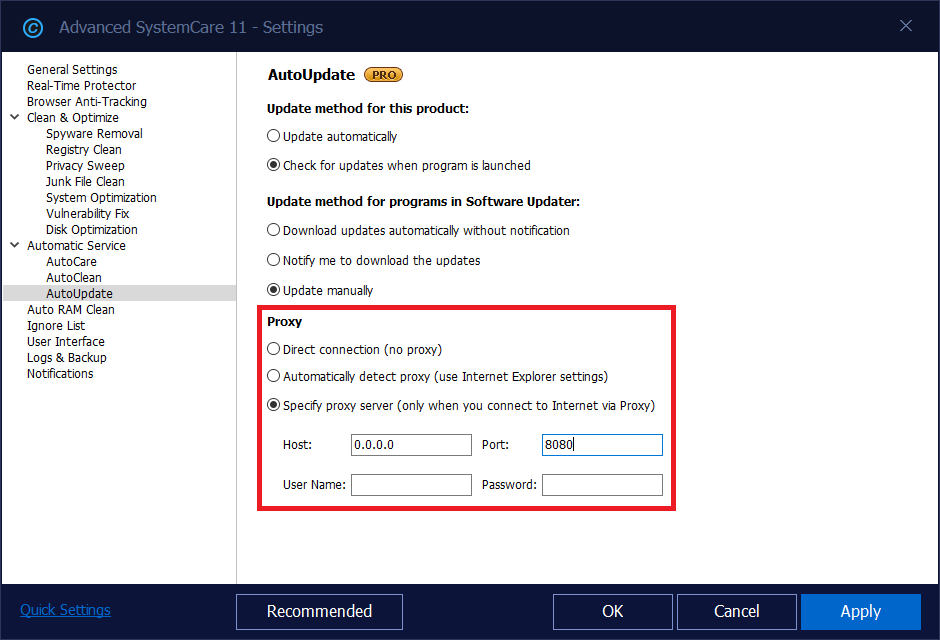 Advanced SystemCare 11 - Settings
General Settings
Real-Time Protector
Browser Anti-Tracking
Clean & Optimize
Spyware Removal
Registry Clean
Privacy Sweep
Junk File Clean
System Optimization
Vulnerability Fix
Disk Optimization
Automatic Service
AutoCare
AutoClean
AutoUpdate
Auto RAM Clean
Ignore List
User Interface
Logs & Backup
Notifications
AutoUpdate PRO
Update method for this product:
Update automatically
Check for updates when program is launched
Update method for programs in Software Updater:
Download updates automatically without notification
Notify me to download the updates
Update manually
Proxy
Direct connection (no proxy)
Automatically detect proxy (use Internet Explorer settings)
Specify proxy server (only when you connect to Internet via Proxy)
Host: 0.0.0.0 Port: 8080
User Name: Password:
Quick Settings Recommended OK Cancel Apply